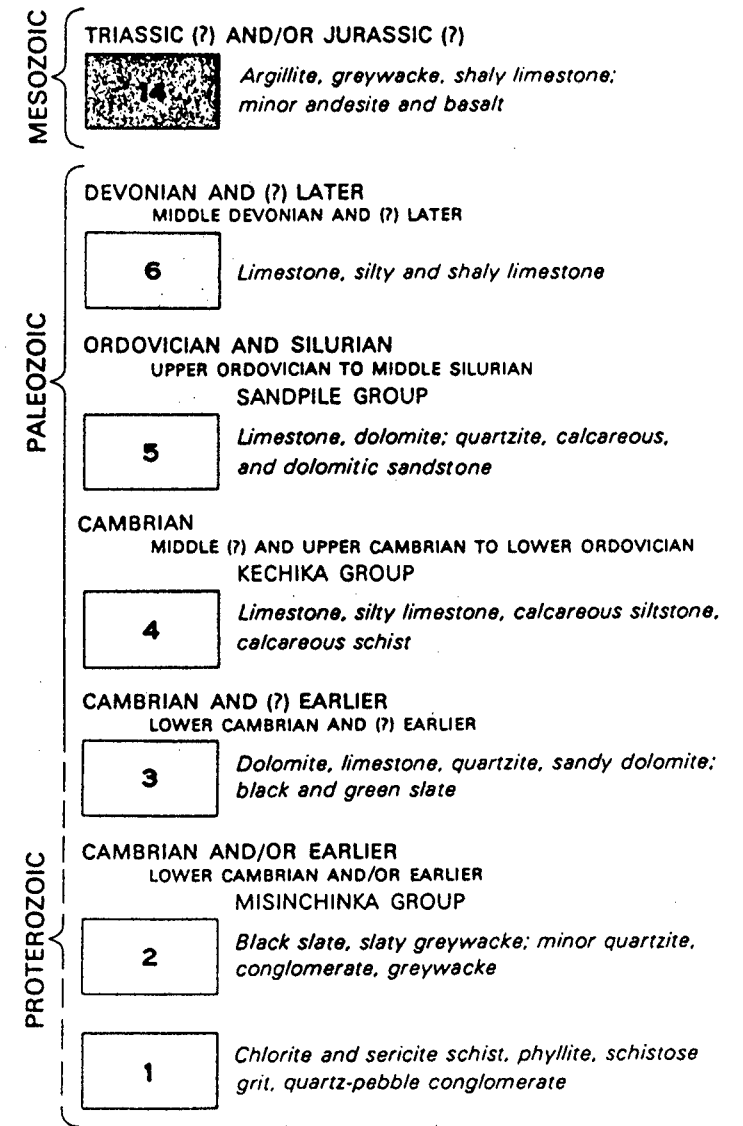 MESOZOIC
TRIASSIC (?) AND/OR JURASSIC (?)
14
Argillite, greywacke, shaly limestone;
minor andesite and basalt
PALEOZOIC
DEVONIAN AND (?) LATER
MIDDLE DEVONIAN AND (?) LATER
6
Limestone, silty and shaly limestone
ORDOVICIAN AND SILURIAN
UPPER ORDOVICIAN TO MIDDLE SILURIAN
SANDPILE GROUP
5
Limestone, dolomite; quartzite, calcareous,
and dolomitic sandstone
CAMBRIAN
MIDDLE (?) AND UPPER CAMBRIAN TO LOWER ORDOVICIAN
KECHIKA GROUP
4
Limestone, silty limestone, calcareous siltstone,
calcareous schist
CAMBRIAN AND (?) EARLIER
LOWER CAMBRIAN AND (?) EARLIER
3
Dolomite, limestone, quartzite, sandy dolomite;
black and green slate
PROTEROZOIC
CAMBRIAN AND/OR EARLIER
LOWER CAMBRIAN AND/OR EARLIER
MISINCHINKA GROUP
2
Black slate, slaty greywacke; minor quartzite,
conglomerate, greywacke
1
Chlorite and sericite schist, phyllite, schistose
grit, quartz-pebble conglomerate